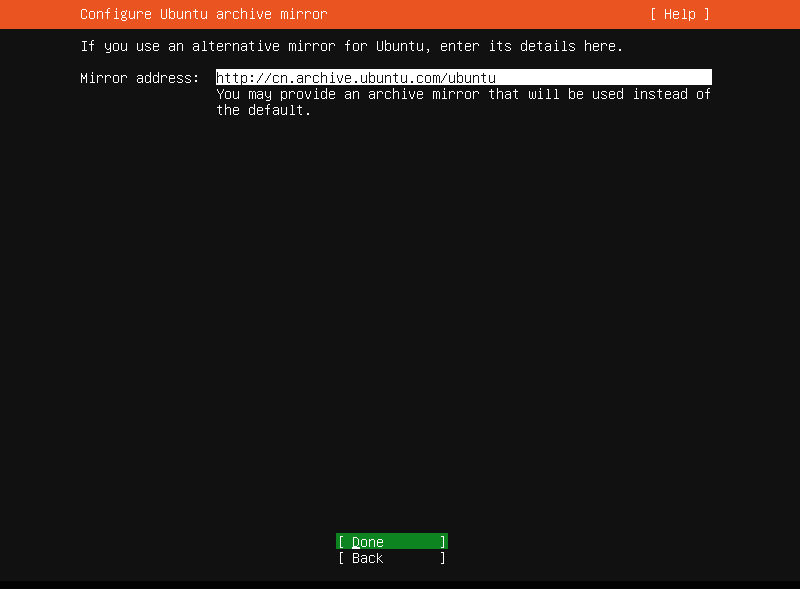 Configure Ubuntu archive mirror [ Help ]
If you use an alternative mirror for Ubuntu, enter its details here.
Mirror address: http://cn.archive.ubuntu.com/ubuntu
You may provide an archive mirror that will be used instead of
the default.
[ Done ]
[ Back ]